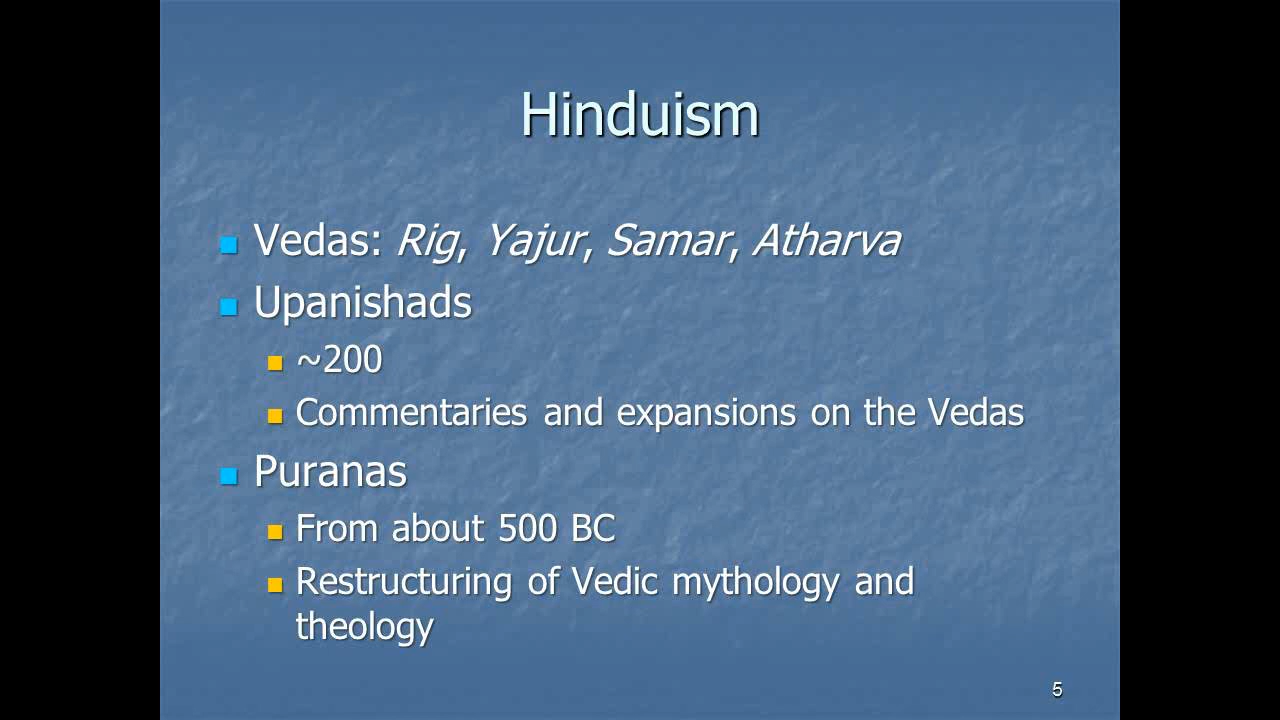 Hinduism
Vedas: Rig, Yajur, Samar, Atharva
Upanishads
~200
Commentaries and expansions on the Vedas
Puranas
From about 500 BC
Restructuring of Vedic mythology and
theology
5